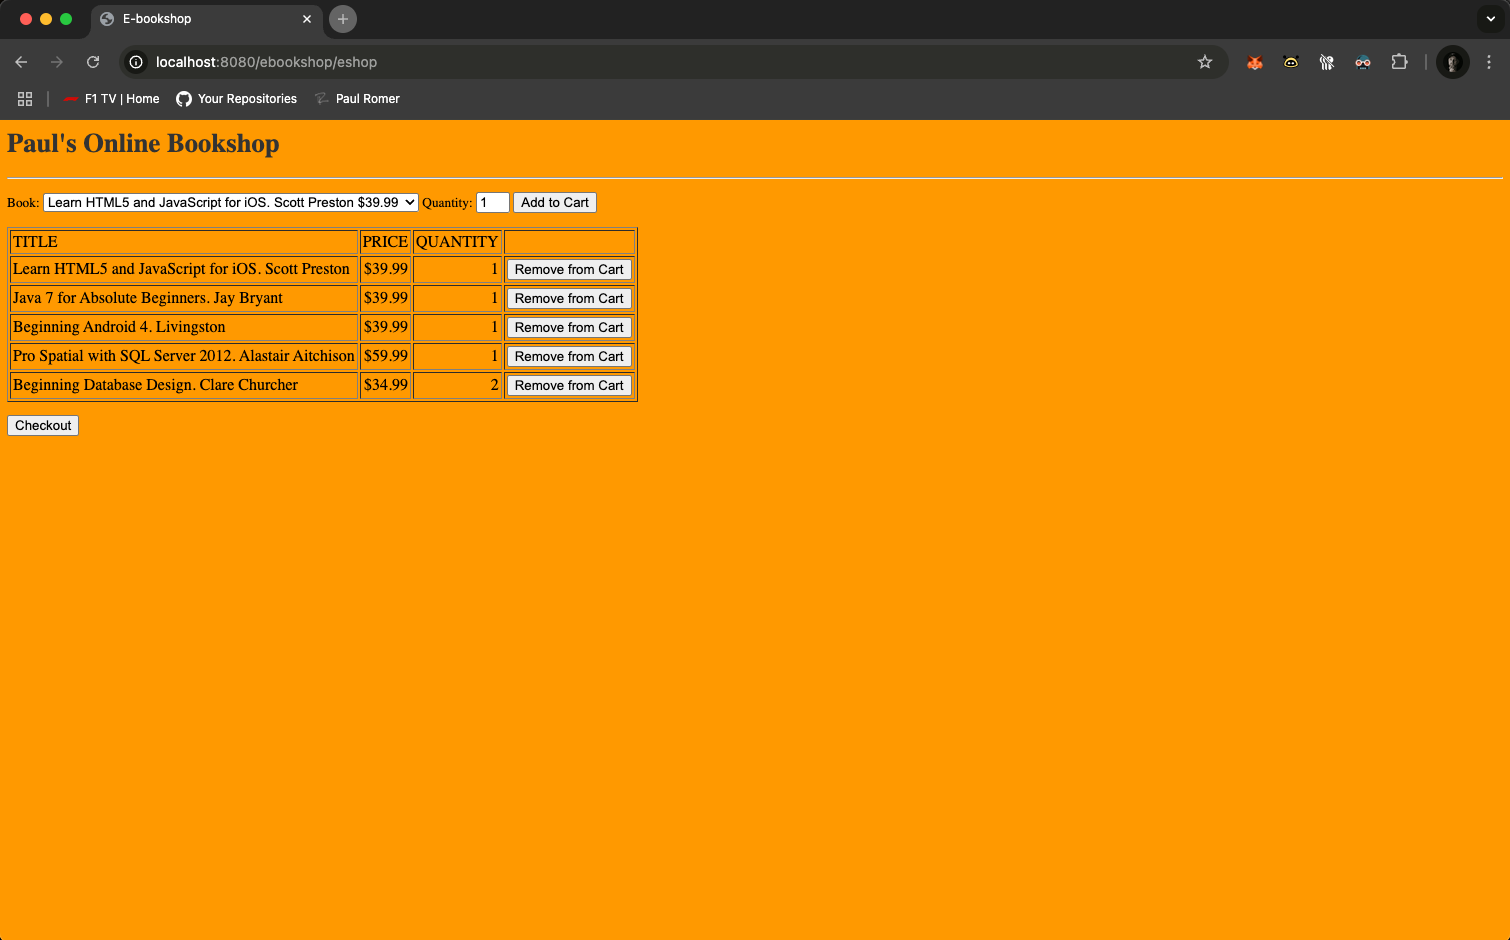 E-bookshop
localhost:8080/ebookshop/eshop
F1 TV | Home Your Repositories Paul Romer
Paul's Online Bookshop
Book: Learn HTML5 and JavaScript for iOS. Scott Preston $39.99 Quantity: 1 Add to Cart
TITLE PRICE QUANTITY
Learn HTML5 and JavaScript for iOS. Scott Preston $39.99 1 Remove from Cart
Java 7 for Absolute Beginners. Jay Bryant $39.99 1 Remove from Cart
Beginning Android 4. Livingston $39.99 1 Remove from Cart
Pro Spatial with SQL Server 2012. Alastair Aitchison $59.99 1 Remove from Cart
Beginning Database Design. Clare Churcher $34.99 2 Remove from Cart
Checkout